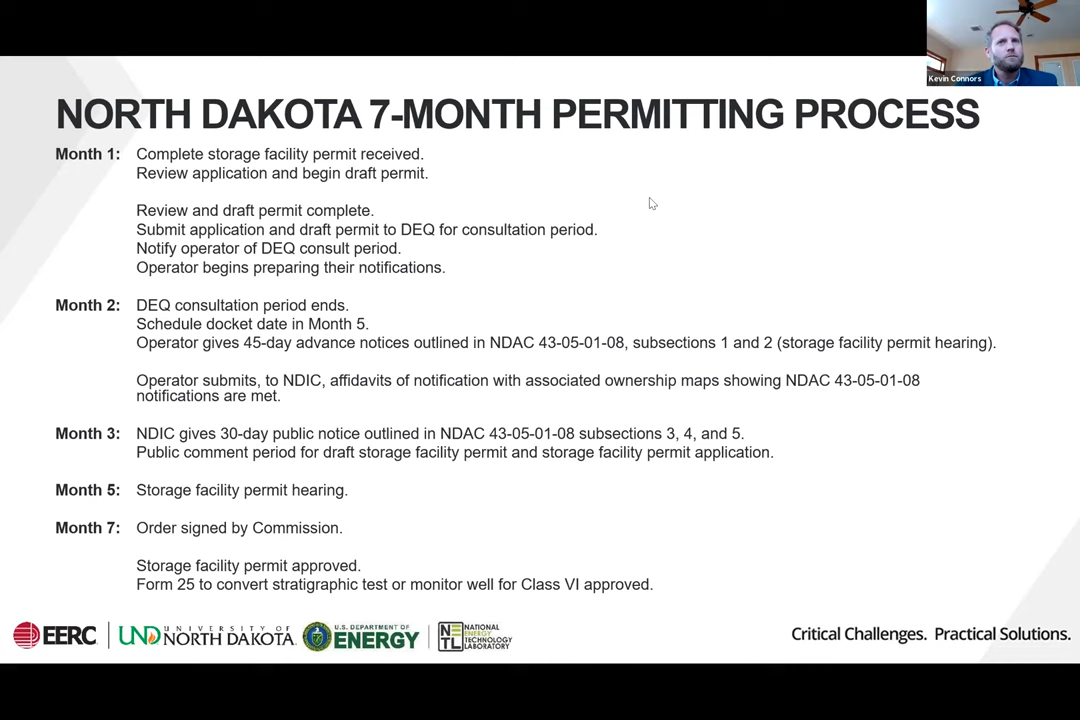 Kevin Connors
NORTH DAKOTA 7-MONTH PERMITTING PROCESS
Month 1: Complete storage facility permit received.
Review application and begin draft permit.
Review and draft permit complete.
Submit application and draft permit to DEQ for consultation period.
Notify operator of DEQ consult period.
Operator begins preparing their notifications.
Month 2: DEQ consultation period ends.
Schedule docket date in Month 5.
Operator gives 45-day advance notices outlined in NDAC 43-05-01-08, subsections 1 and 2 (storage facility permit hearing).
Operator submits, to NDIC, affidavits of notification with associated ownership maps showing NDAC 43-05-01-08
notifications are met.
Month 3: NDIC gives 30-day public notice outlined in NDAC 43-05-01-08 subsections 3, 4, and 5.
Public comment period for draft storage facility permit and storage facility permit application.
Month 5: Storage facility permit hearing.
Month 7: Order signed by Commission.
Storage facility permit approved.
Form 25 to convert stratigraphic test or monitor well for Class VI approved.
EERC
UND UNIVERSITY OF
NORTH DAKOTA
U.S. DEPARTMENT OF
ENERGY
NETL
NATIONAL
ENERGY
TECHNOLOGY
LABORATORY
Critical Challenges. Practical Solutions.